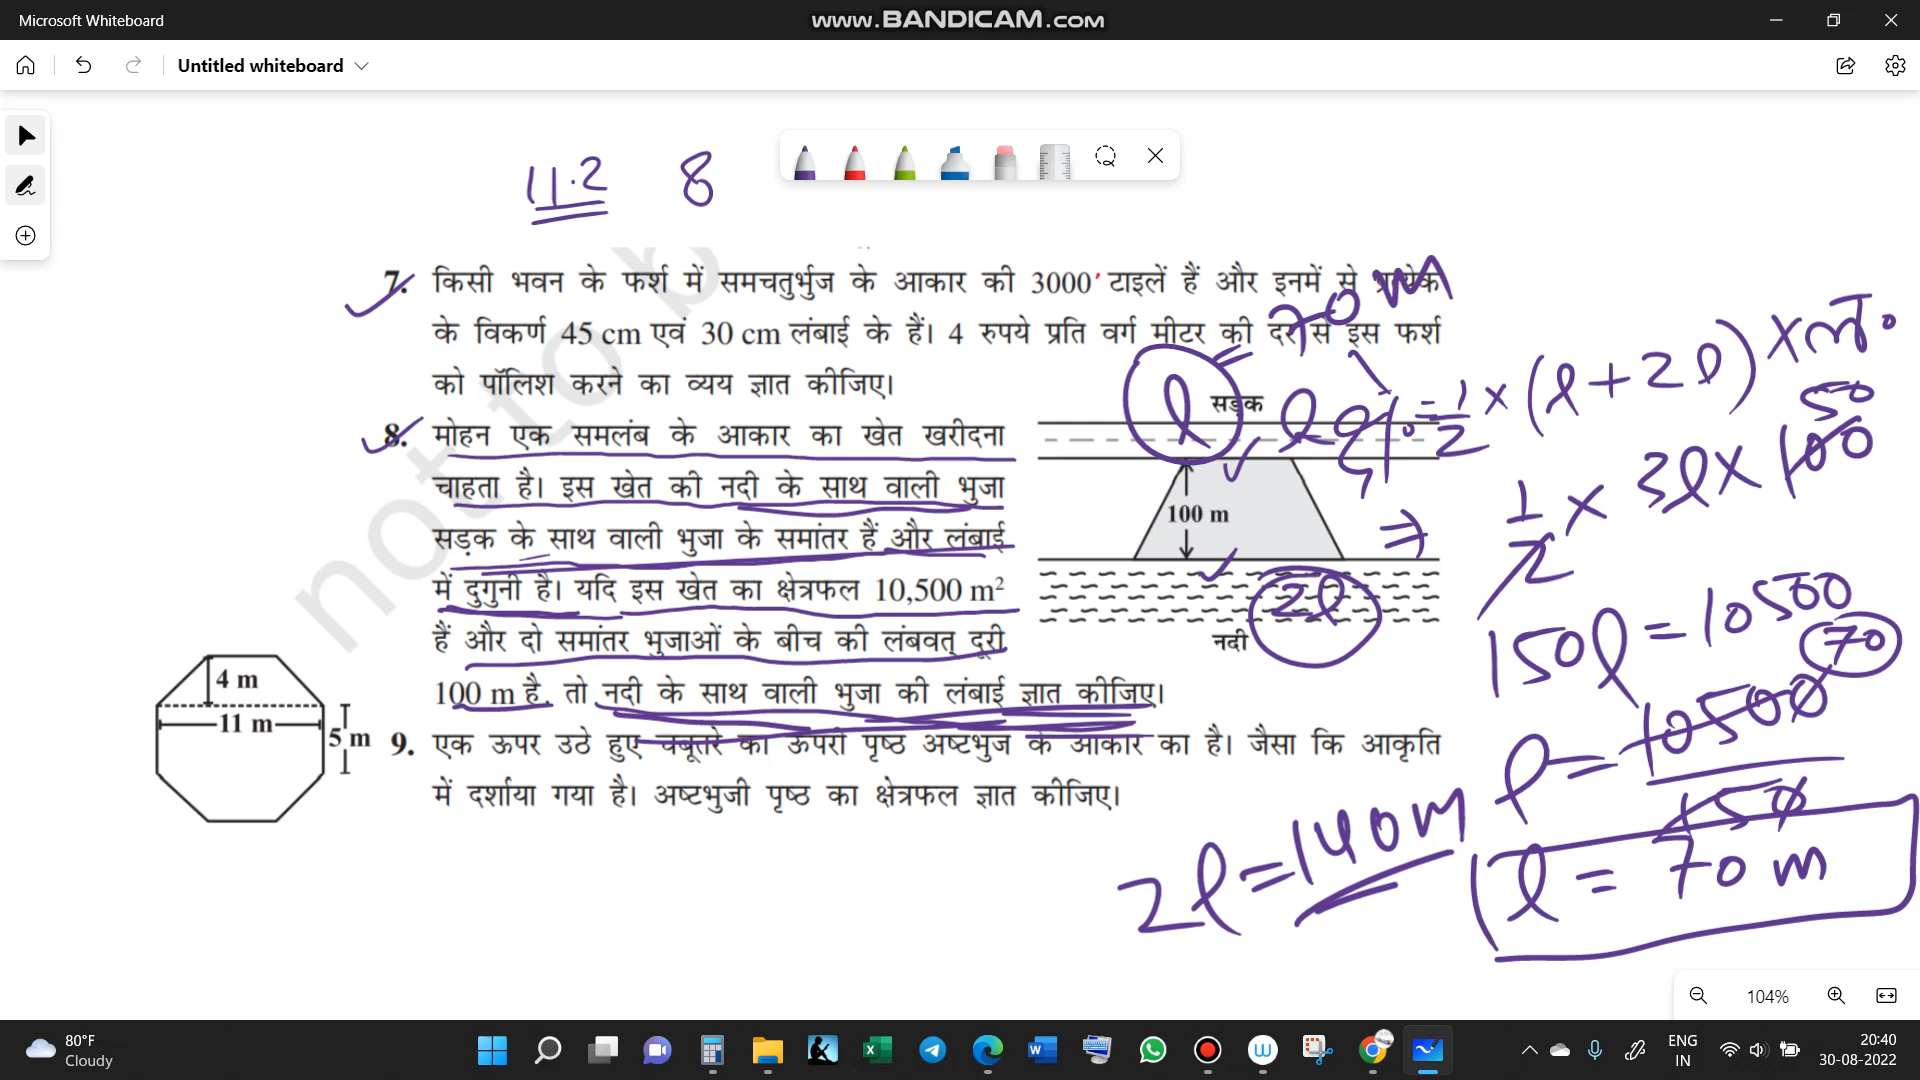 Microsoft Whiteboard
www.BANDICAM.com
Untitled whiteboard
11.2 8
7. किसी भवन के फर्श में समचतुर्भुज के आकार की 3000 टाइलें हैं और इनमें से प्रत्येक
के विकर्ण 45 cm एवं 30 cm लंबाई के हैं। 4 रुपये प्रति वर्ग मीटर की दर से इस फर्श
को पॉलिश करने का व्यय ज्ञात कीजिए।
8. मोहन एक समलंब के आकार का खेत खरीदना
चाहता है। इस खेत की नदी के साथ वाली भुजा
सड़क के साथ वाली भुजा के समांतर हैं और लंबाई
में दुगुनी है। यदि इस खेत का क्षेत्रफल 10,500 m²
हैं और दो समांतर भुजाओं के बीच की लंबवत् दूरी
100 m है, तो नदी के साथ वाली भुजा की लंबाई ज्ञात कीजिए।
सड़क
100 m
नदी
70 m
l
2l
= 1/2 × (l + 2l) ×
50
⇒ 1/2 × 3l × 100
150l = 10500
70
l = 10500/150
l = 70 m
2l = 140 m
4 m
11 m
5 m
9. एक ऊपर उठे हुए चबूतरे का ऊपरी पृष्ठ अष्टभुज के आकार का है। जैसा कि आकृति
में दर्शाया गया है। अष्टभुजी पृष्ठ का क्षेत्रफल ज्ञात कीजिए।
104%
80°F
Cloudy
ENG
IN
20:40
30-08-2022
not to b